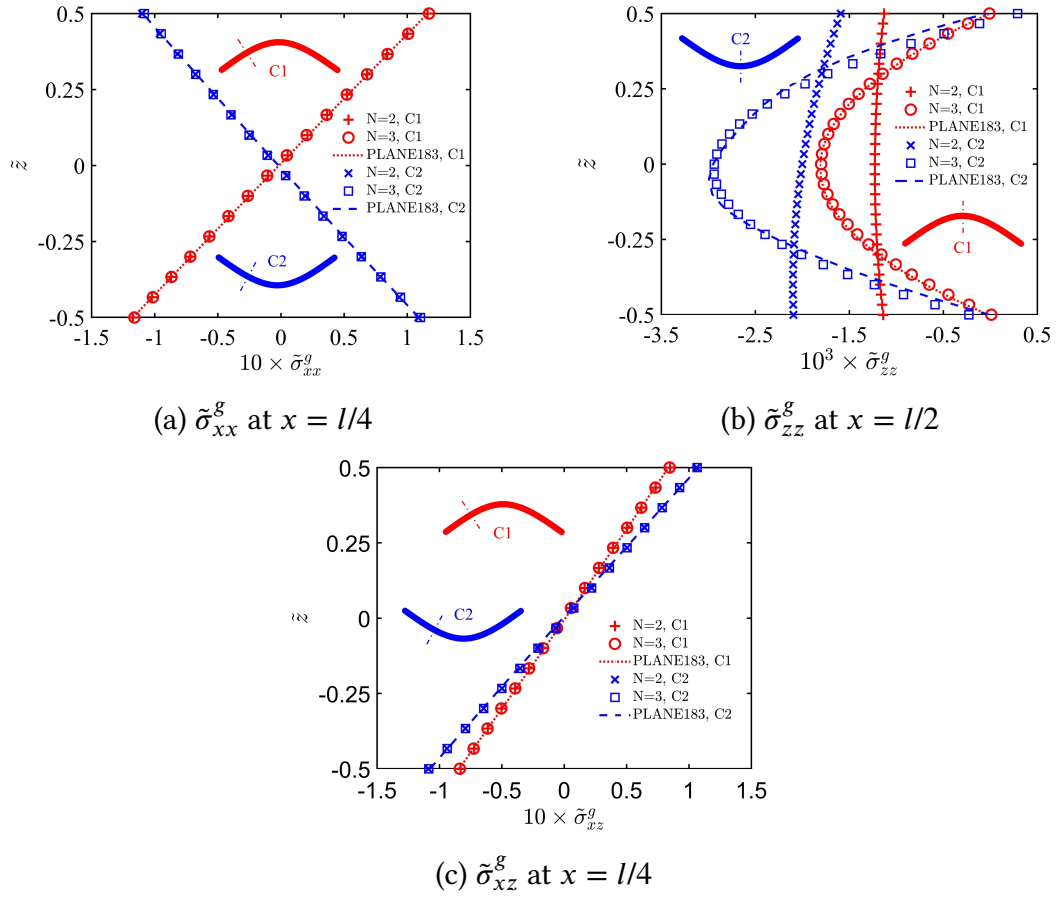 0.5
0.25
0
-0.25
-0.5
z̃
-1.5 -1 -0.5 0 0.5 1 1.5
10 × σ̃ᵍₓₓ
C1
N=2, C1
N=3, C1
PLANE183, C1
N=2, C2
N=3, C2
PLANE183, C2
C2
(a) σ̃ᵍₓₓ at x = l/4
0.5
0.25
0
-0.25
-0.5
z̃
-3.5 -2.5 -1.5 -0.5 0.5
10³ × σ̃ᵍ_zz
C2
N=2, C1
N=3, C1
PLANE183, C1
N=2, C2
N=3, C2
PLANE183, C2
C1
(b) σ̃ᵍ_zz at x = l/2
0.5
0.25
0
-0.25
-0.5
z̃
-1.5 -1 -0.5 0 0.5 1 1.5
10 × σ̃ᵍ_xz
C1
C2
N=2, C1
N=3, C1
PLANE183, C1
N=2, C2
N=3, C2
PLANE183, C2
(c) σ̃ᵍ_xz at x = l/4